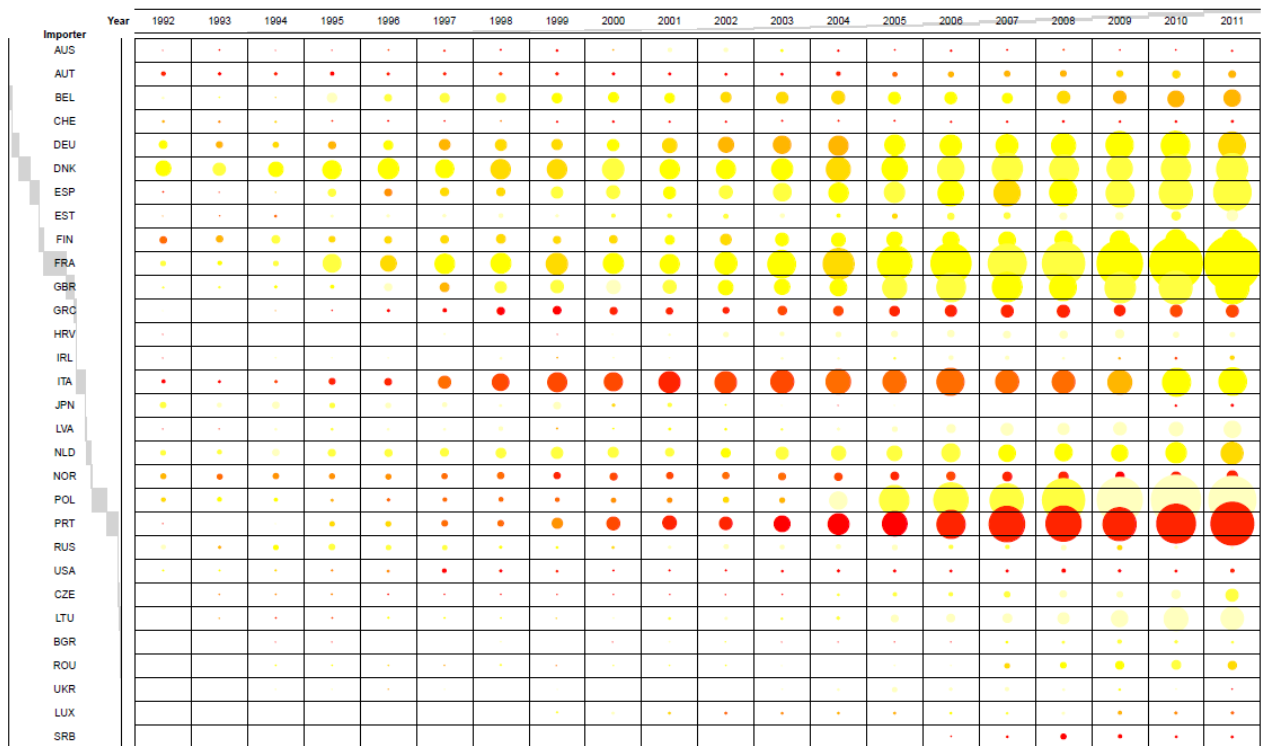 Year 1992 1993 1994 1995 1996 1997 1998 1999 2000 2001 2002 2003 2004 2005 2006 2007 2008 2009 2010 2011
Importer
AUS
AUT
BEL
CHE
DEU
DNK
ESP
EST
FIN
FRA
GBR
GRC
HRV
IRL
ITA
JPN
LVA
NLD
NOR
POL
PRT
RUS
USA
CZE
LTU
BGR
ROU
UKR
LUX
SRB